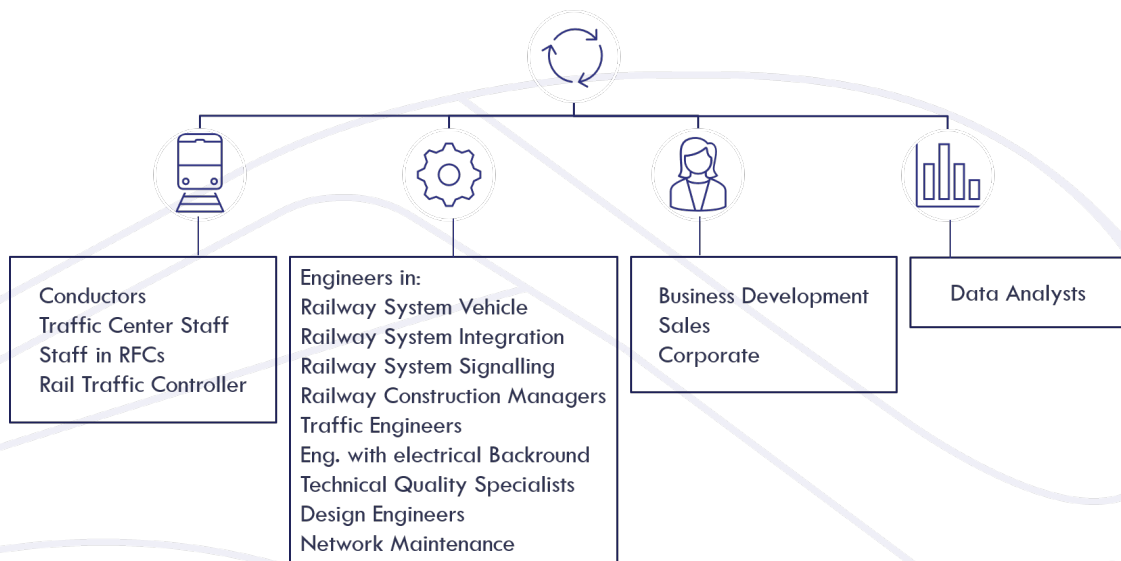 Conductors
Traffic Center Staff
Staff in RFCs
Rail Traffic Controller
Engineers in:
Railway System Vehicle
Railway System Integration
Railway System Signalling
Railway Construction Managers
Traffic Engineers
Eng. with electrical Backround
Technical Quality Specialists
Design Engineers
Network Maintenance
Business Development
Sales
Corporate
Data Analysts